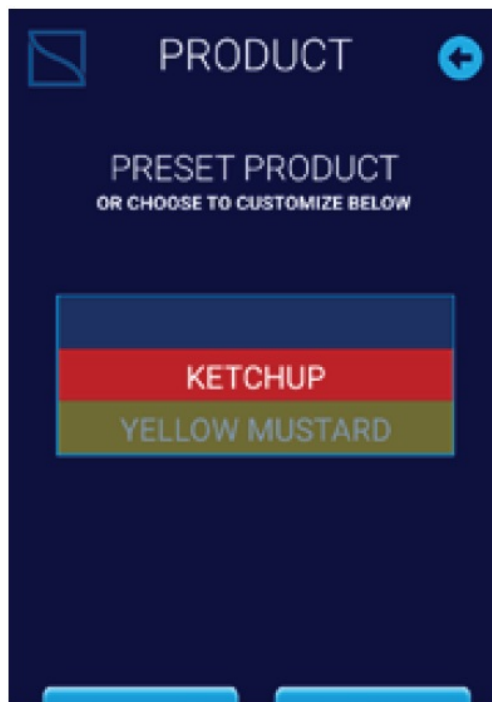 PRODUCT
PRESET PRODUCT
OR CHOOSE TO CUSTOMIZE BELOW
KETCHUP
YELLOW MUSTARD